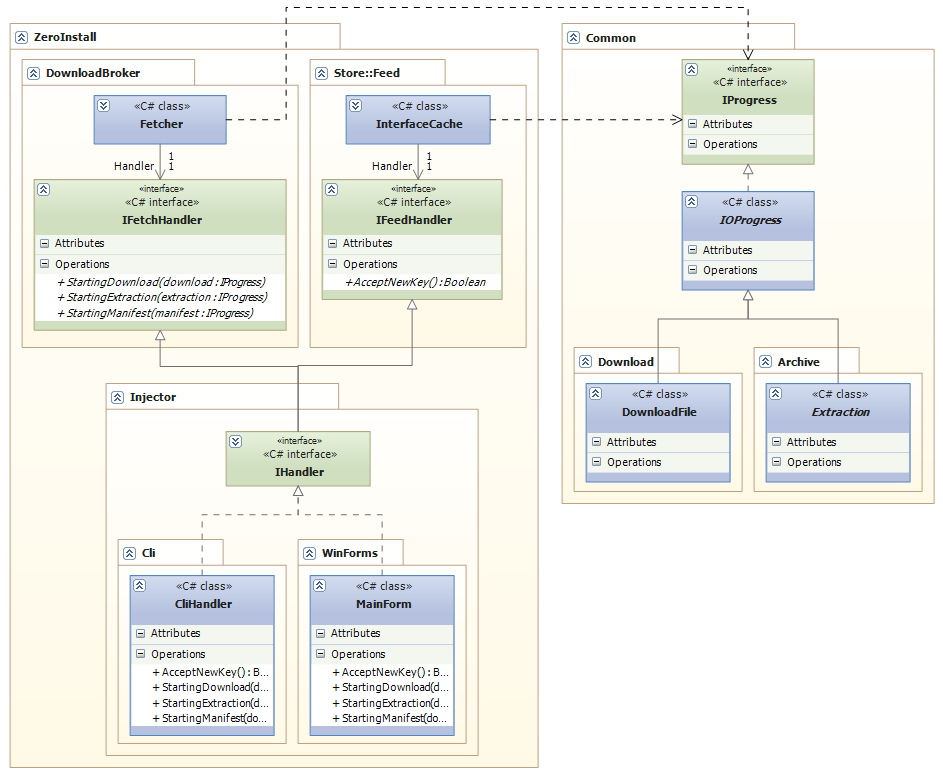 ZeroInstall
DownloadBroker
«C# class»
Fetcher
1
Handler 1
«interface»
«C# interface»
IFetchHandler
Attributes
Operations
+ StartingDownload(download : IProgress)
+ StartingExtraction(extraction : IProgress)
+ StartingManifest(manifest : IProgress)
Store::Feed
«C# class»
InterfaceCache
1
Handler 1
«interface»
«C# interface»
IFeedHandler
Attributes
Operations
+ AcceptNewKey() : Boolean
Injector
«interface»
«C# interface»
IHandler
Cli
«C# class»
CliHandler
Attributes
Operations
+ AcceptNewKey() : B...
+ StartingDownload(d...
+ StartingExtraction(d...
+ StartingManifest(do...
WinForms
«C# class»
MainForm
Attributes
Operations
+ AcceptNewKey() : B...
+ StartingDownload(d...
+ StartingExtraction(d...
+ StartingManifest(do...
Common
«interface»
«C# interface»
IProgress
Attributes
Operations
«C# class»
IOProgress
Attributes
Operations
Download
«C# class»
DownloadFile
Attributes
Operations
Archive
«C# class»
Extraction
Attributes
Operations